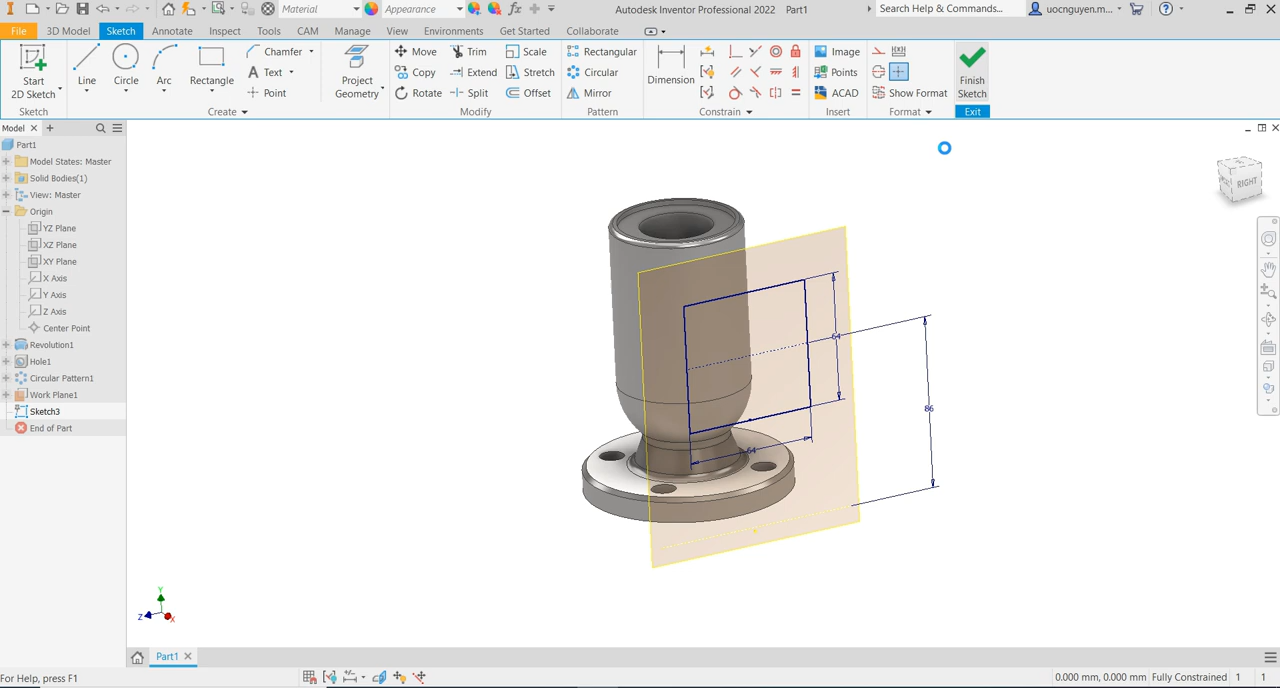 Material
Appearance
Autodesk Inventor Professional 2022 Part1
Search Help & Commands...
uocnguyen.m...
File 3D Model Sketch Annotate Inspect Tools CAM Manage View Environments Get Started Collaborate
Start
2D Sketch
Sketch
Line
Circle
Arc
Rectangle
Chamfer
Text
Point
Create
Project
Geometry
Move
Copy
Rotate
Trim
Extend
Split
Scale
Stretch
Offset
Modify
Rectangular
Circular
Mirror
Pattern
Dimension
Constrain
Image
Points
ACAD
Insert
Show Format
Format
Finish
Sketch
Exit
Model
Part1
Model States: Master
Solid Bodies(1)
View: Master
Origin
YZ Plane
XZ Plane
XY Plane
X Axis
Y Axis
Z Axis
Center Point
Revolution1
Hole1
Circular Pattern1
Work Plane1
Sketch3
End of Part
RIGHT
64
86
64
Y
Z
X
Part1
For Help, press F1
0.000 mm, 0.000 mm Fully Constrained 1 1